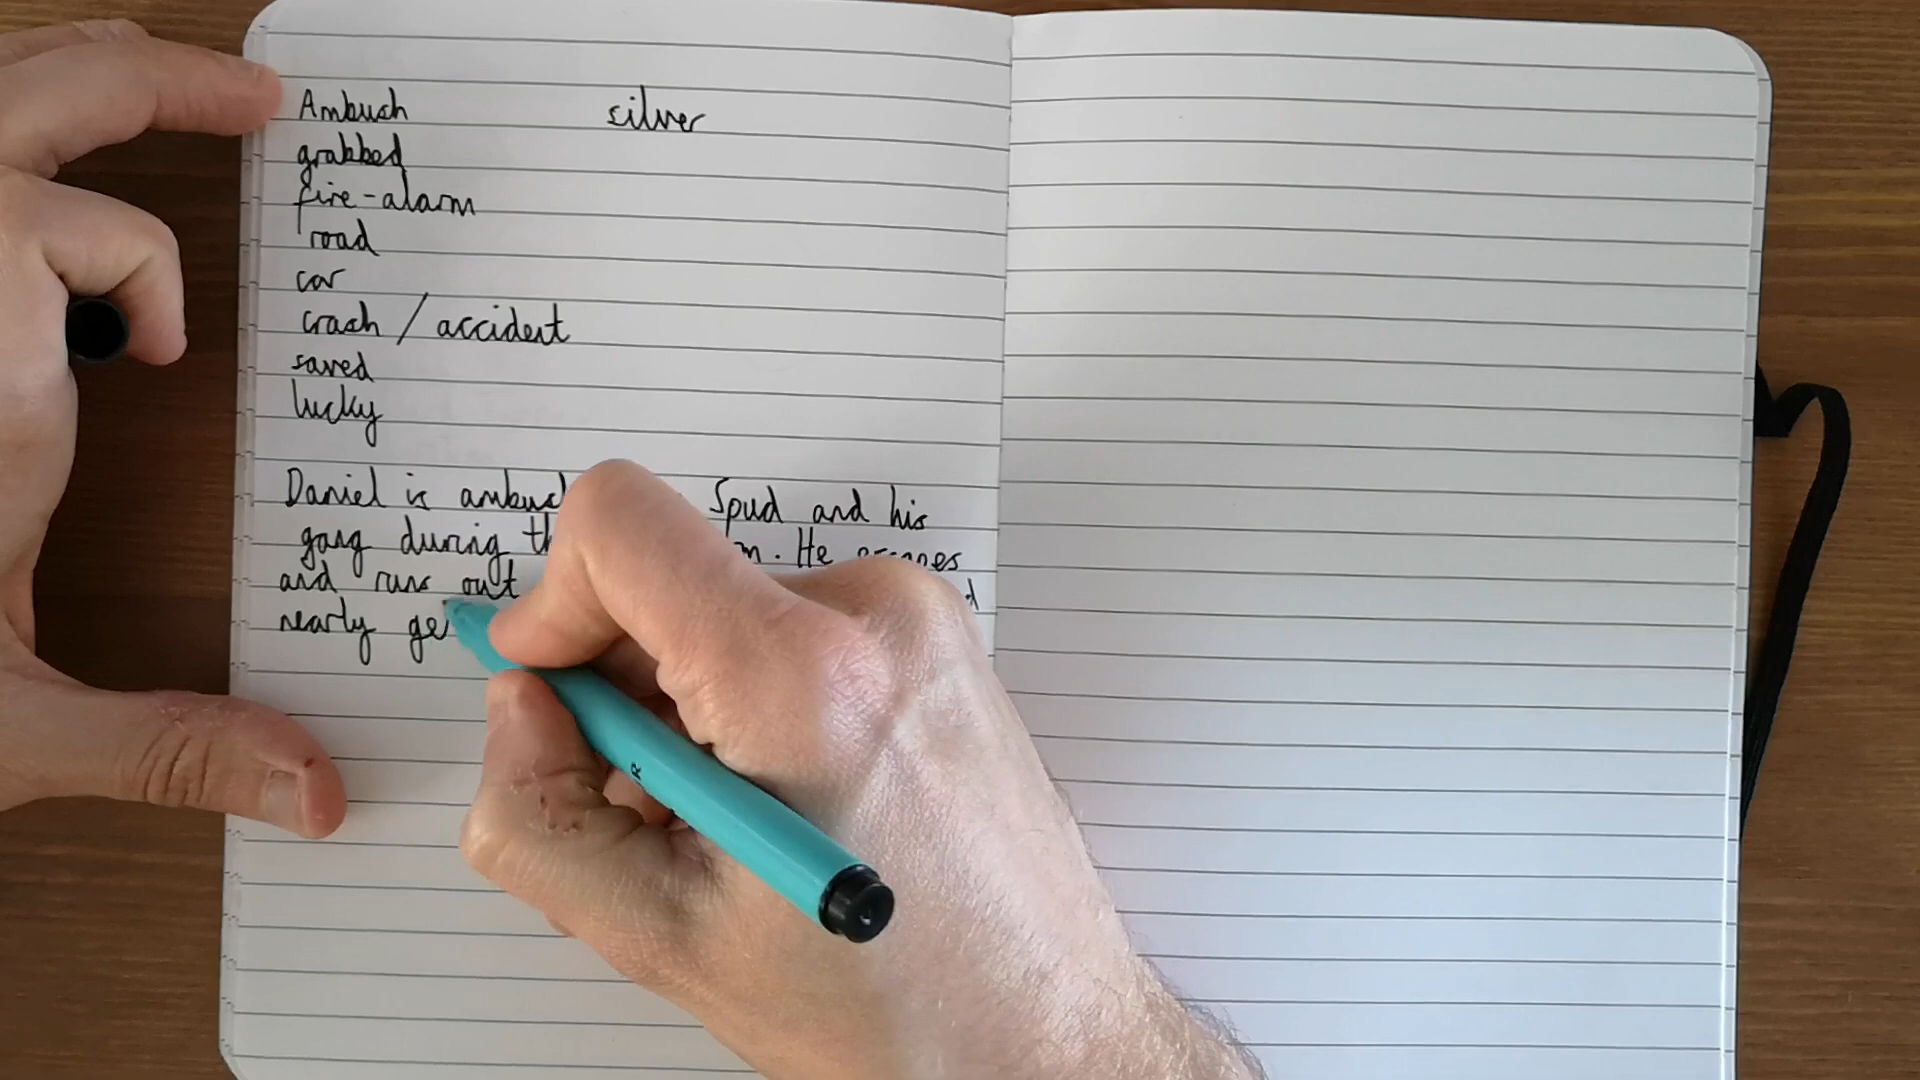 Ambush silver
grabbed
fire-alarm
road
car
crash / accident
saved
lucky
Daniel is Spud and his
gang during He
and runs out
nearly
R